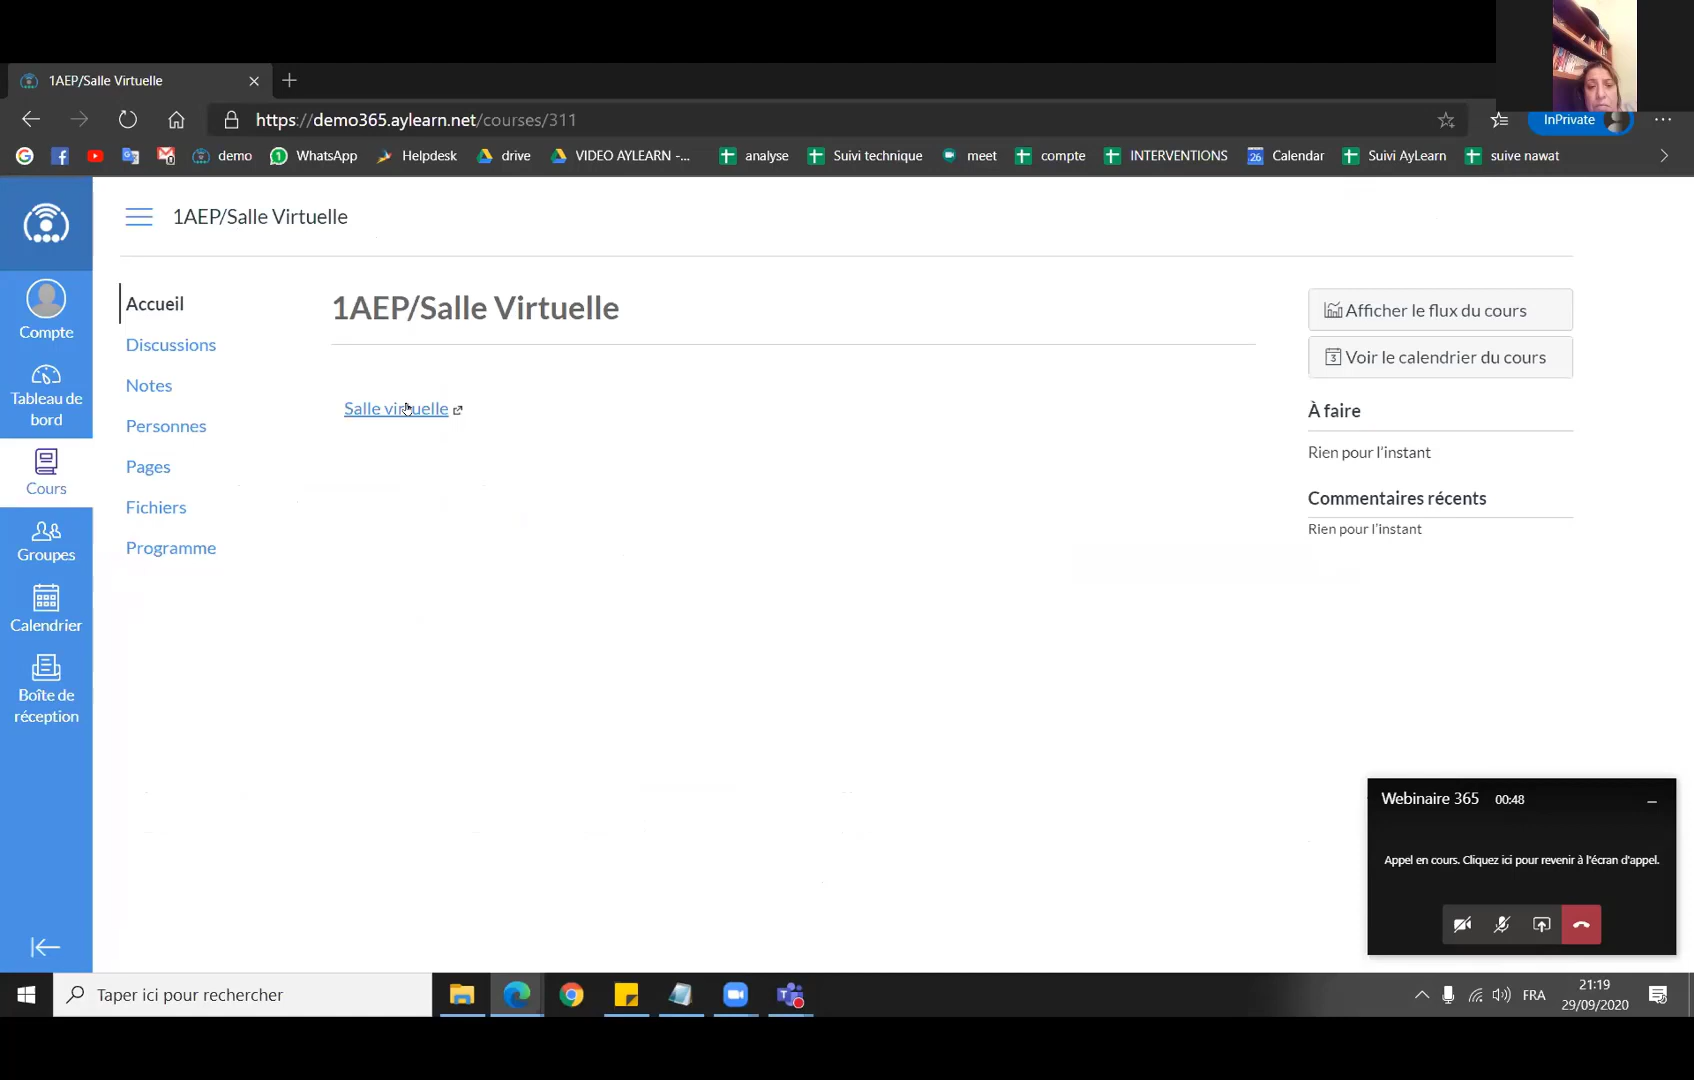 1AEP/Salle Virtuelle
https://demo365.aylearn.net/courses/311
InPrivate
demo
WhatsApp
Helpdesk
drive
VIDEO AYLEARN -...
analyse
Suivi technique
meet
compte
INTERVENTIONS
26
Calendar
Suivi AyLearn
suive nawat
1AEP/Salle Virtuelle
Compte
Tableau de
bord
Cours
Groupes
Calendrier
Boîte de
réception
Accueil
Discussions
Notes
Personnes
Pages
Fichiers
Programme
1AEP/Salle Virtuelle
Salle virtuelle
Afficher le flux du cours
3 Voir le calendrier du cours
À faire
Rien pour l'instant
Commentaires récents
Rien pour l'instant
Webinaire 365 00:48
Appel en cours. Cliquez ici pour revenir à l'écran d'appel.
Taper ici pour rechercher
FRA
21:19
29/09/2020